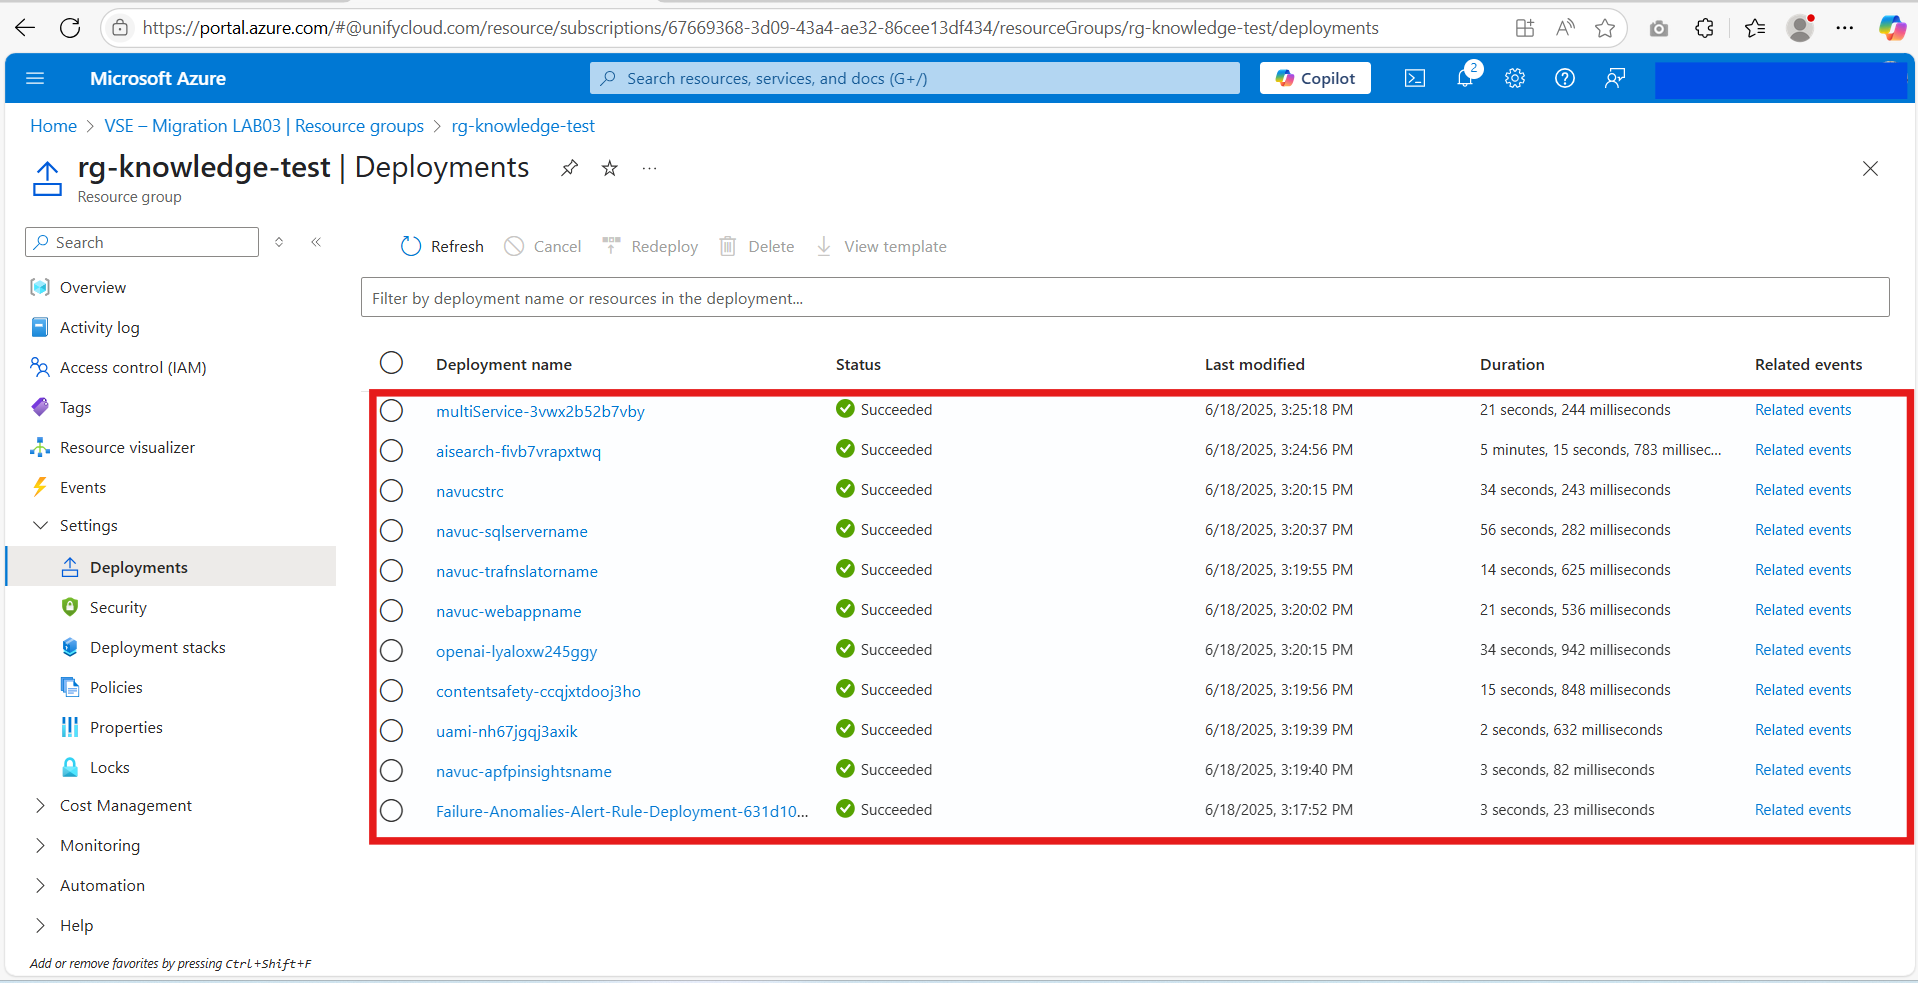 https://portal.azure.com/#@unifycloud.com/resource/subscriptions/67669368-3d09-43a4-ae32-86cee13df434/resourceGroups/rg-knowledge-test/deployments
Microsoft Azure
Search resources, services, and docs (G+/)
Copilot
2
Home > VSE – Migration LAB03 | Resource groups > rg-knowledge-test
rg-knowledge-test | Deployments
Resource group
Search
Refresh Cancel Redeploy Delete View template
Filter by deployment name or resources in the deployment...
Overview
Activity log
Access control (IAM)
Tags
Resource visualizer
Events
Settings
Deployments
Security
Deployment stacks
Policies
Properties
Locks
Cost Management
Monitoring
Automation
Help
Add or remove favorites by pressing Ctrl+Shift+F
Deployment name Status Last modified Duration Related events
multiService-3vwx2b52b7vby Succeeded 6/18/2025, 3:25:18 PM 21 seconds, 244 milliseconds Related events
aisearch-fivb7vrapxtwq Succeeded 6/18/2025, 3:24:56 PM 5 minutes, 15 seconds, 783 millisec... Related events
navucstrc Succeeded 6/18/2025, 3:20:15 PM 34 seconds, 243 milliseconds Related events
navuc-sqlservername Succeeded 6/18/2025, 3:20:37 PM 56 seconds, 282 milliseconds Related events
navuc-trafnslatorname Succeeded 6/18/2025, 3:19:55 PM 14 seconds, 625 milliseconds Related events
navuc-webappname Succeeded 6/18/2025, 3:20:02 PM 21 seconds, 536 milliseconds Related events
openai-lyaloxw245ggy Succeeded 6/18/2025, 3:20:15 PM 34 seconds, 942 milliseconds Related events
contentsafety-ccqjxtdooj3ho Succeeded 6/18/2025, 3:19:56 PM 15 seconds, 848 milliseconds Related events
uami-nh67jgqj3axik Succeeded 6/18/2025, 3:19:39 PM 2 seconds, 632 milliseconds Related events
navuc-apfpinsightsname Succeeded 6/18/2025, 3:19:40 PM 3 seconds, 82 milliseconds Related events
Failure-Anomalies-Alert-Rule-Deployment-631d10... Succeeded 6/18/2025, 3:17:52 PM 3 seconds, 23 milliseconds Related events